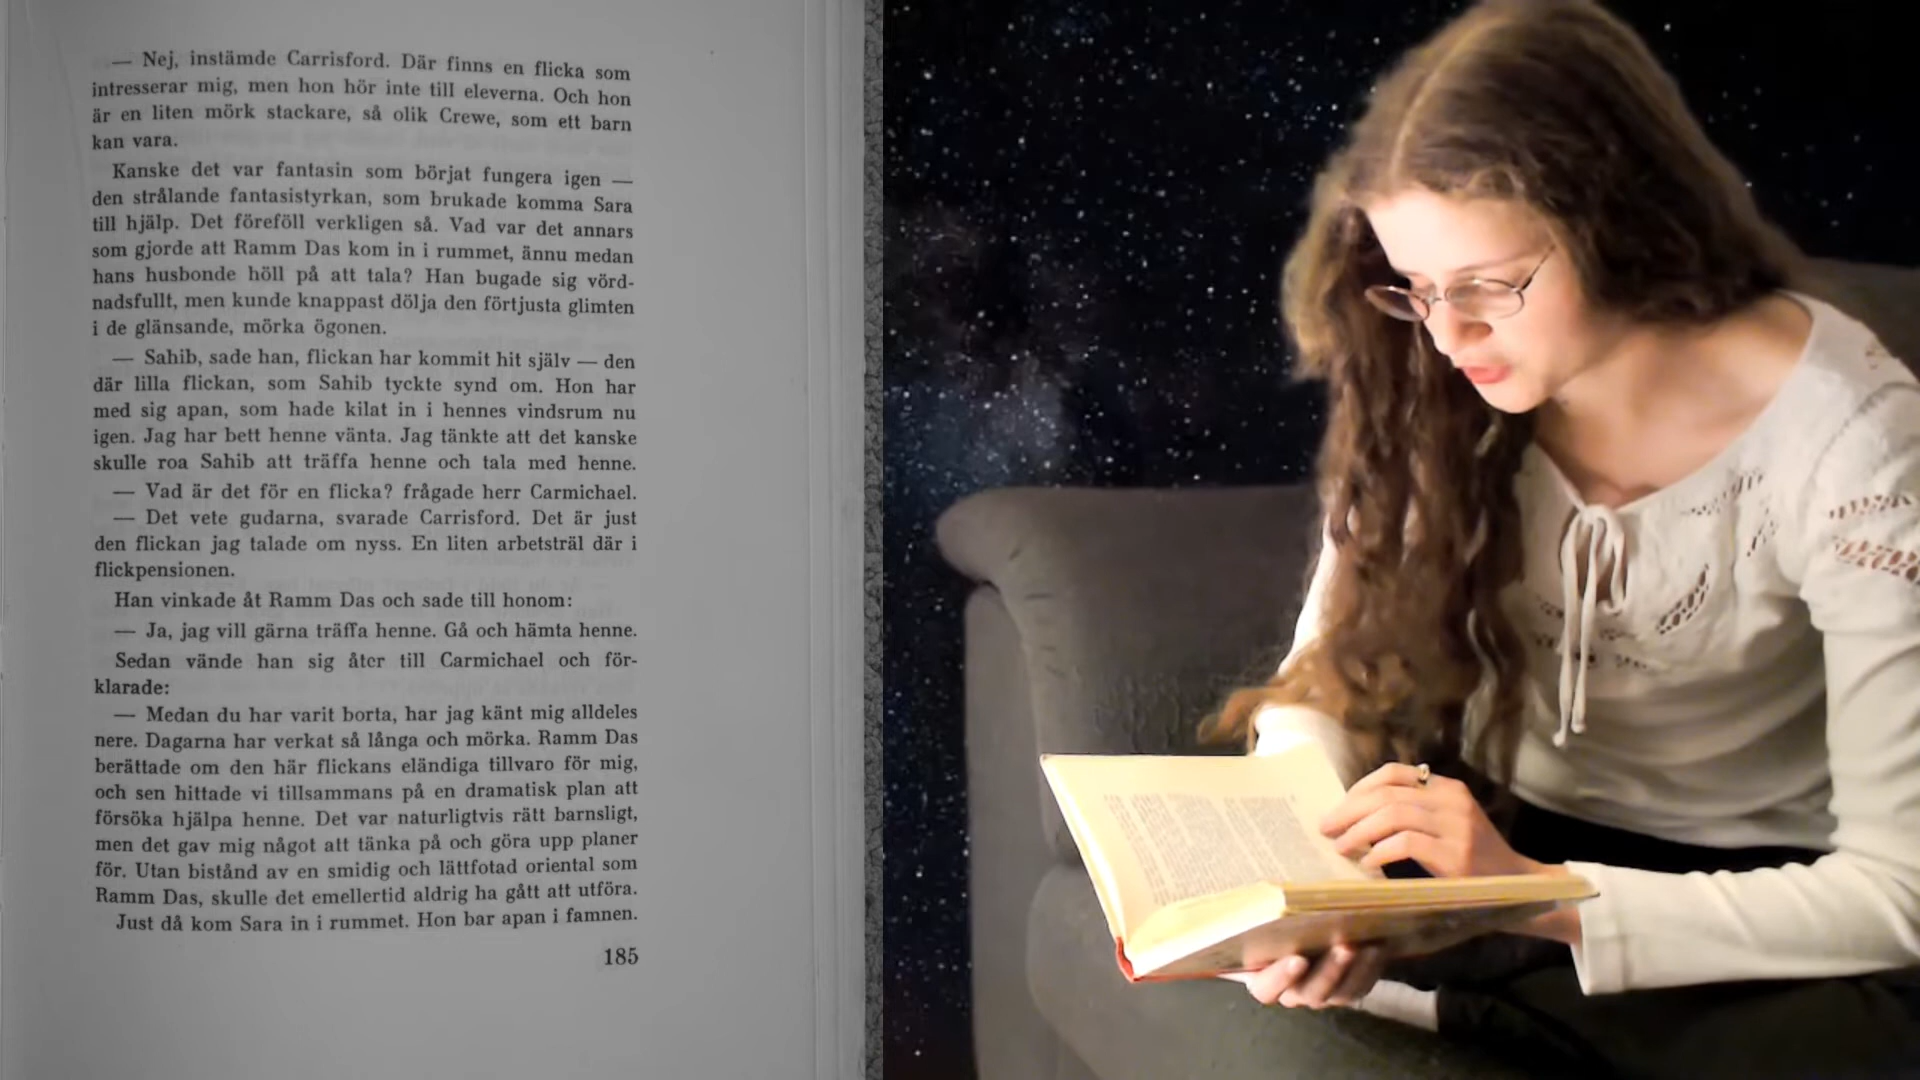 — Nej, instämde Carrisford. Där finns en flicka som
intresserar mig, men hon hör inte till eleverna. Och hon
är en liten mörk stackare, så olik Crewe, som ett barn
kan vara.
Kanske det var fantasin som börjat fungera igen —
den strålande fantasistyrkan, som brukade komma Sara
till hjälp. Det föreföll verkligen så. Vad var det annars
som gjorde att Ramm Das kom in i rummet, ännu medan
hans husbonde höll på att tala? Han bugade sig vörd-
nadsfullt, men kunde knappast dölja den förtjusta glimten
i de glänsande, mörka ögonen.
— Sahib, sade han, flickan har kommit hit själv — den
där lilla flickan, som Sahib tyckte synd om. Hon har
med sig apan, som hade kilat in i hennes vindsrum nu
igen. Jag har bett henne vänta. Jag tänkte att det kanske
skulle roa Sahib att träffa henne och tala med henne.
— Vad är det för en flicka? frågade herr Carmichael.
— Det vete gudarna, svarade Carrisford. Det är just
den flickan jag talade om nyss. En liten arbetsträl där i
flickpensionen.
Han vinkade åt Ramm Das och sade till honom:
— Ja, jag vill gärna träffa henne. Gå och hämta henne.
Sedan vände han sig åter till Carmichael och för-
klarade:
— Medan du har varit borta, har jag känt mig alldeles
nere. Dagarna har verkat så långa och mörka. Ramm Das
berättade om den här flickans eländiga tillvaro för mig,
och sen hittade vi tillsammans på en dramatisk plan att
försöka hjälpa henne. Det var naturligtvis rätt barnsligt,
men det gav mig något att tänka på och göra upp planer
för. Utan bistånd av en smidig och lättfotad oriental som
Ramm Das, skulle det emellertid aldrig ha gått att utföra.
Just då kom Sara in i rummet. Hon bar apan i famnen.
185